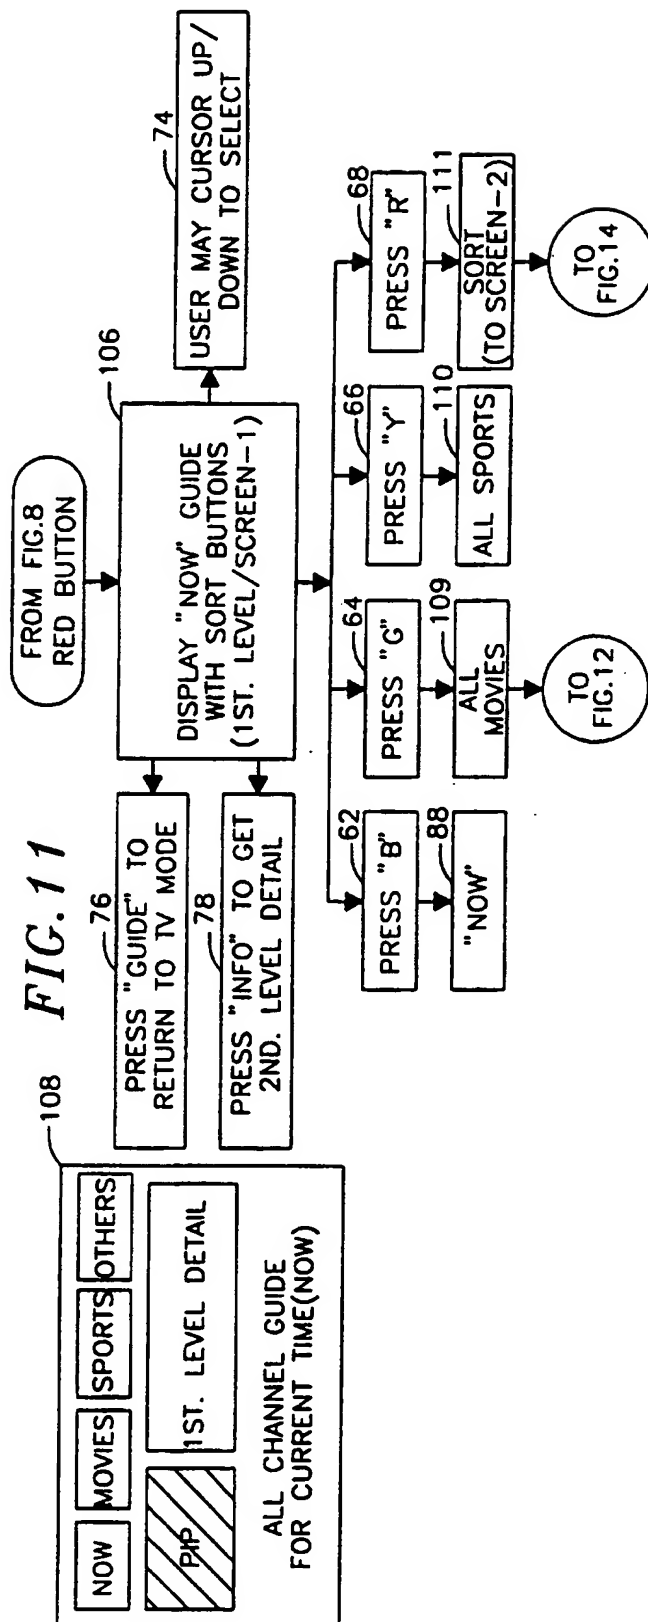 FIG.11
108
NOW
MOVIES
SPORTS
OTHERS
PIP
1ST. LEVEL DETAIL
ALL CHANNEL GUIDE
FOR CURRENT TIME(NOW)
FROM FIG.8
RED BUTTON
106
DISPLAY "NOW" GUIDE
WITH SORT BUTTONS
(1ST. LEVEL/SCREEN-1)
74
USER MAY CURSOR UP/
DOWN TO SELECT
76
PRESS "GUIDE" TO
RETURN TO TV MODE
78
PRESS "INFO" TO GET
2ND. LEVEL DETAIL
62
PRESS "B"
88
"NOW"
64
PRESS "G"
109
ALL
MOVIES
TO
FIG.12
66
PRESS "Y"
110
ALL SPORTS
68
PRESS "R"
111
SORT
(TO SCREEN-2)
TO
FIG.14